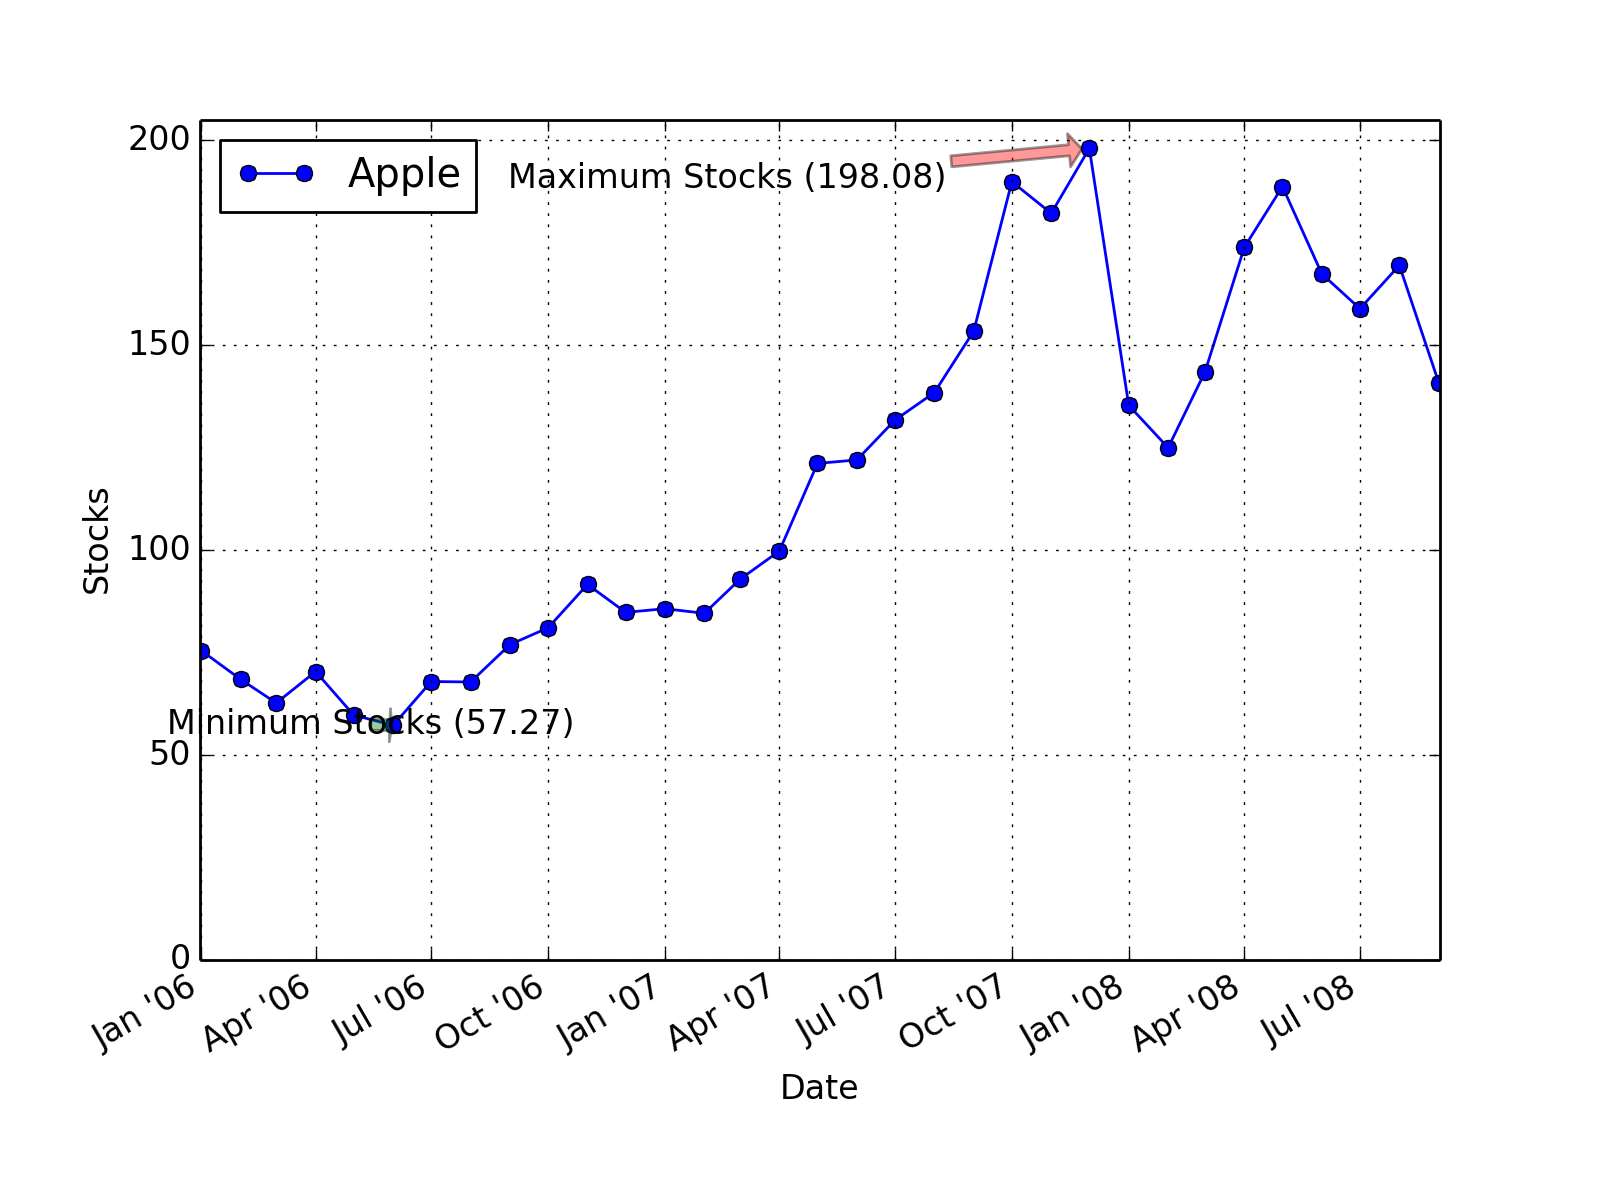 200
Apple
Maximum Stocks (198.08)
150
Stocks
100
Minimum Stocks (57.27)
50
0
Jan '06
Apr '06
Jul '06
Oct '06
Jan '07
Apr '07
Jul '07
Oct '07
Jan '08
Apr '08
Jul '08
Date